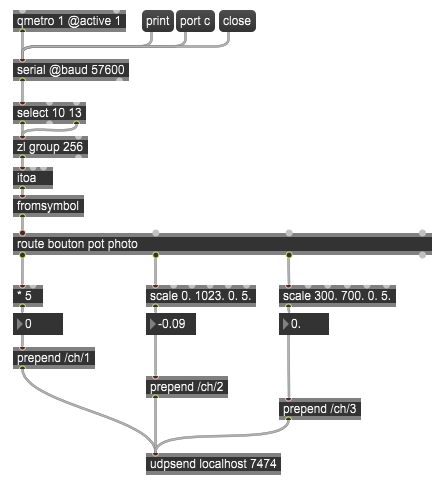 qmetro 1 @active 1
print
port c
close
serial @baud 57600
select 10 13
zl group 256
itoa
fromsymbol
route bouton pot photo
* 5
scale 0. 1023. 0. 5.
scale 300. 700. 0. 5.
0
-0.09
0.
prepend /ch/1
prepend /ch/2
prepend /ch/3
udpsend localhost 7474